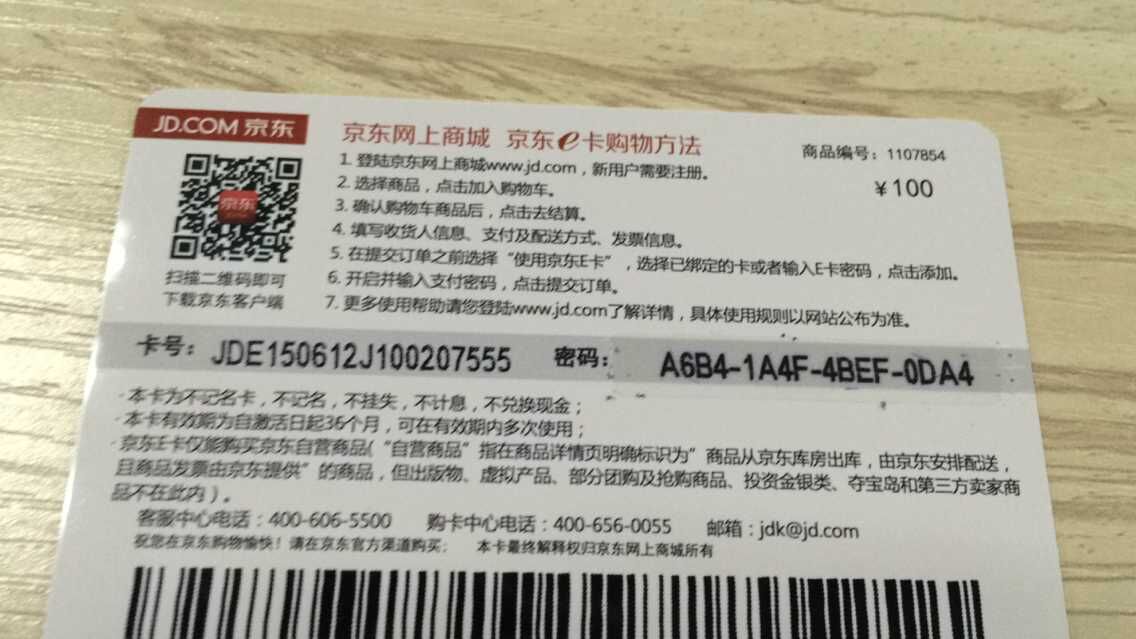 JD.COM 京东
京东网上商城 京东e卡购物方法
商品编号：1107854
¥100
1. 登陆京东网上商城www.jd.com，新用户需要注册。
2. 选择商品，点击加入购物车。
3. 确认购物车商品后，点击去结算。
4. 填写收货人信息、支付及配送方式、发票信息。
5. 在提交订单之前选择“使用京东E卡”，选择已绑定的卡或者输入E卡密码，点击添加。
6. 开启并输入支付密码，点击提交订单。
7. 更多使用帮助请您登陆www.jd.com了解详情，具体使用规则以网站公布为准。
京东
扫描二维码即可
下载京东客户端
卡号：JDE150612J100207555 密码：A6B4-1A4F-4BEF-0DA4
·本卡为不记名卡，不记名，不挂失，不计息，不兑换现金；
·本卡有效期为自激活日起36个月，可在有效期内多次使用；
·京东E卡仅能购买京东自营商品(“自营商品”指在商品详情页明确标识为”商品从京东库房出库，由京东安排配送，
且商品发票由京东提供”的商品，但出版物、虚拟产品、部分团购及抢购商品、投资金银类、夺宝岛和第三方卖家商
品不在此内)。
客服中心电话：400-606-5500 购卡中心电话：400-656-0055 邮箱：jdk@jd.com
祝您在京东购物愉快！请在京东官方渠道购买； 本卡最终解释权归京东网上商城所有